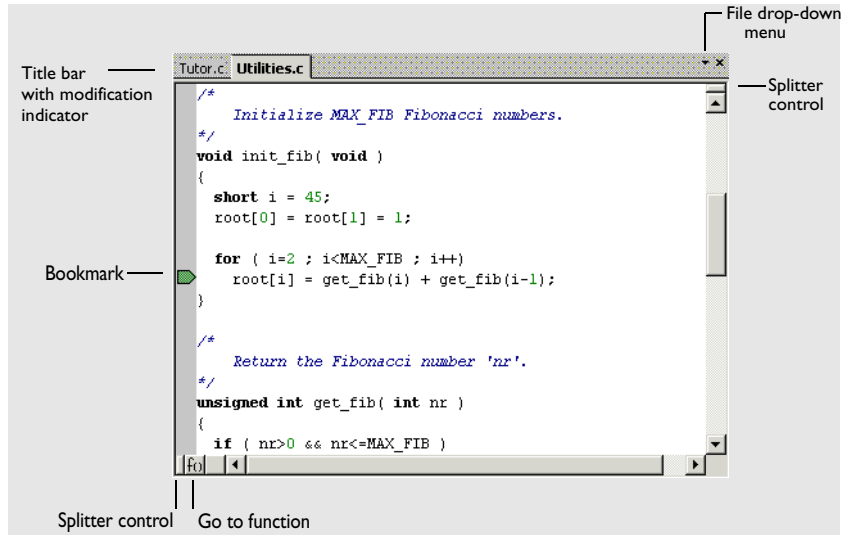 File drop-down
menu
Title bar
with modification
indicator
Tutor.c Utilities.c
Splitter
control
/*
Initialize MAX_FIB Fibonacci numbers.
*/
void init_fib( void )
{
short i = 45;
root[0] = root[1] = 1;
for ( i=2 ; i<MAX_FIB ; i++)
Bookmark
root[i] = get_fib(i) + get_fib(i-1);
}
/*
Return the Fibonacci number 'nr'.
*/
unsigned int get_fib( int nr )
{
if ( nr>0 && nr<=MAX_FIB )
f()
Splitter control Go to function